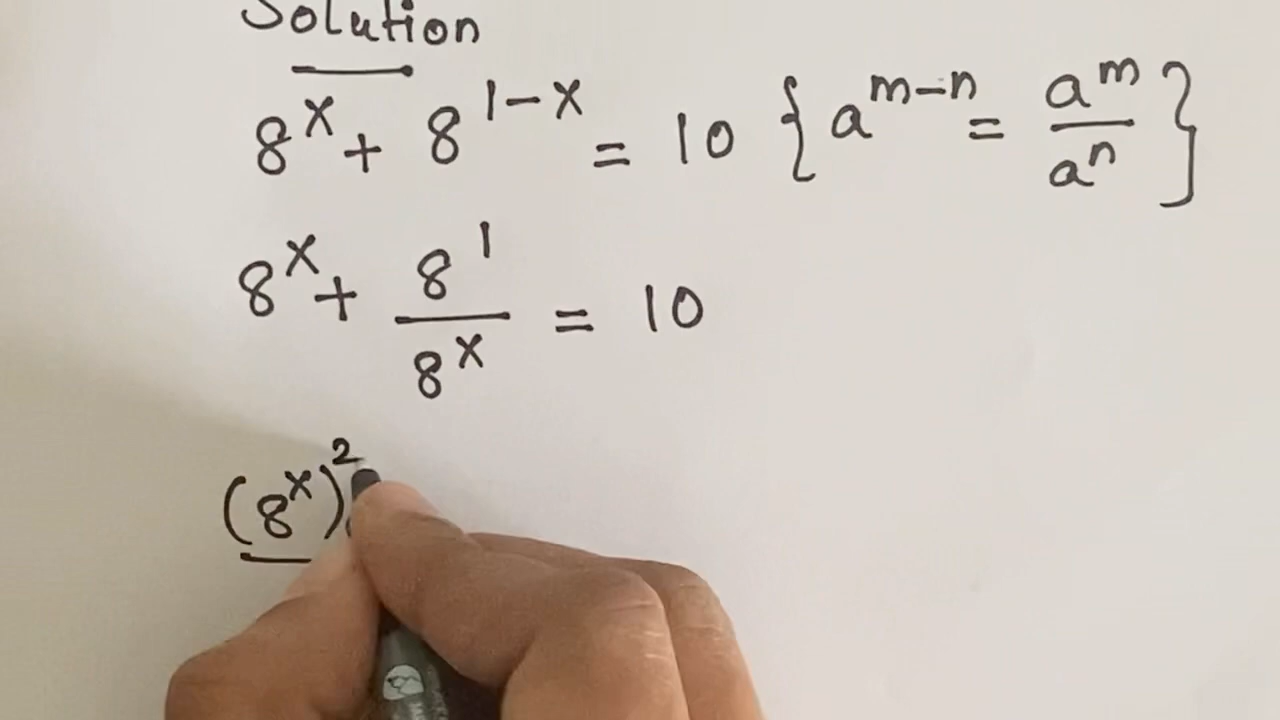 Solution
8^x + 8^{1-x} = 10 {a^{m-n} = a^m/a^n}
8^x + 8^1/8^x = 10
(8^x)^2